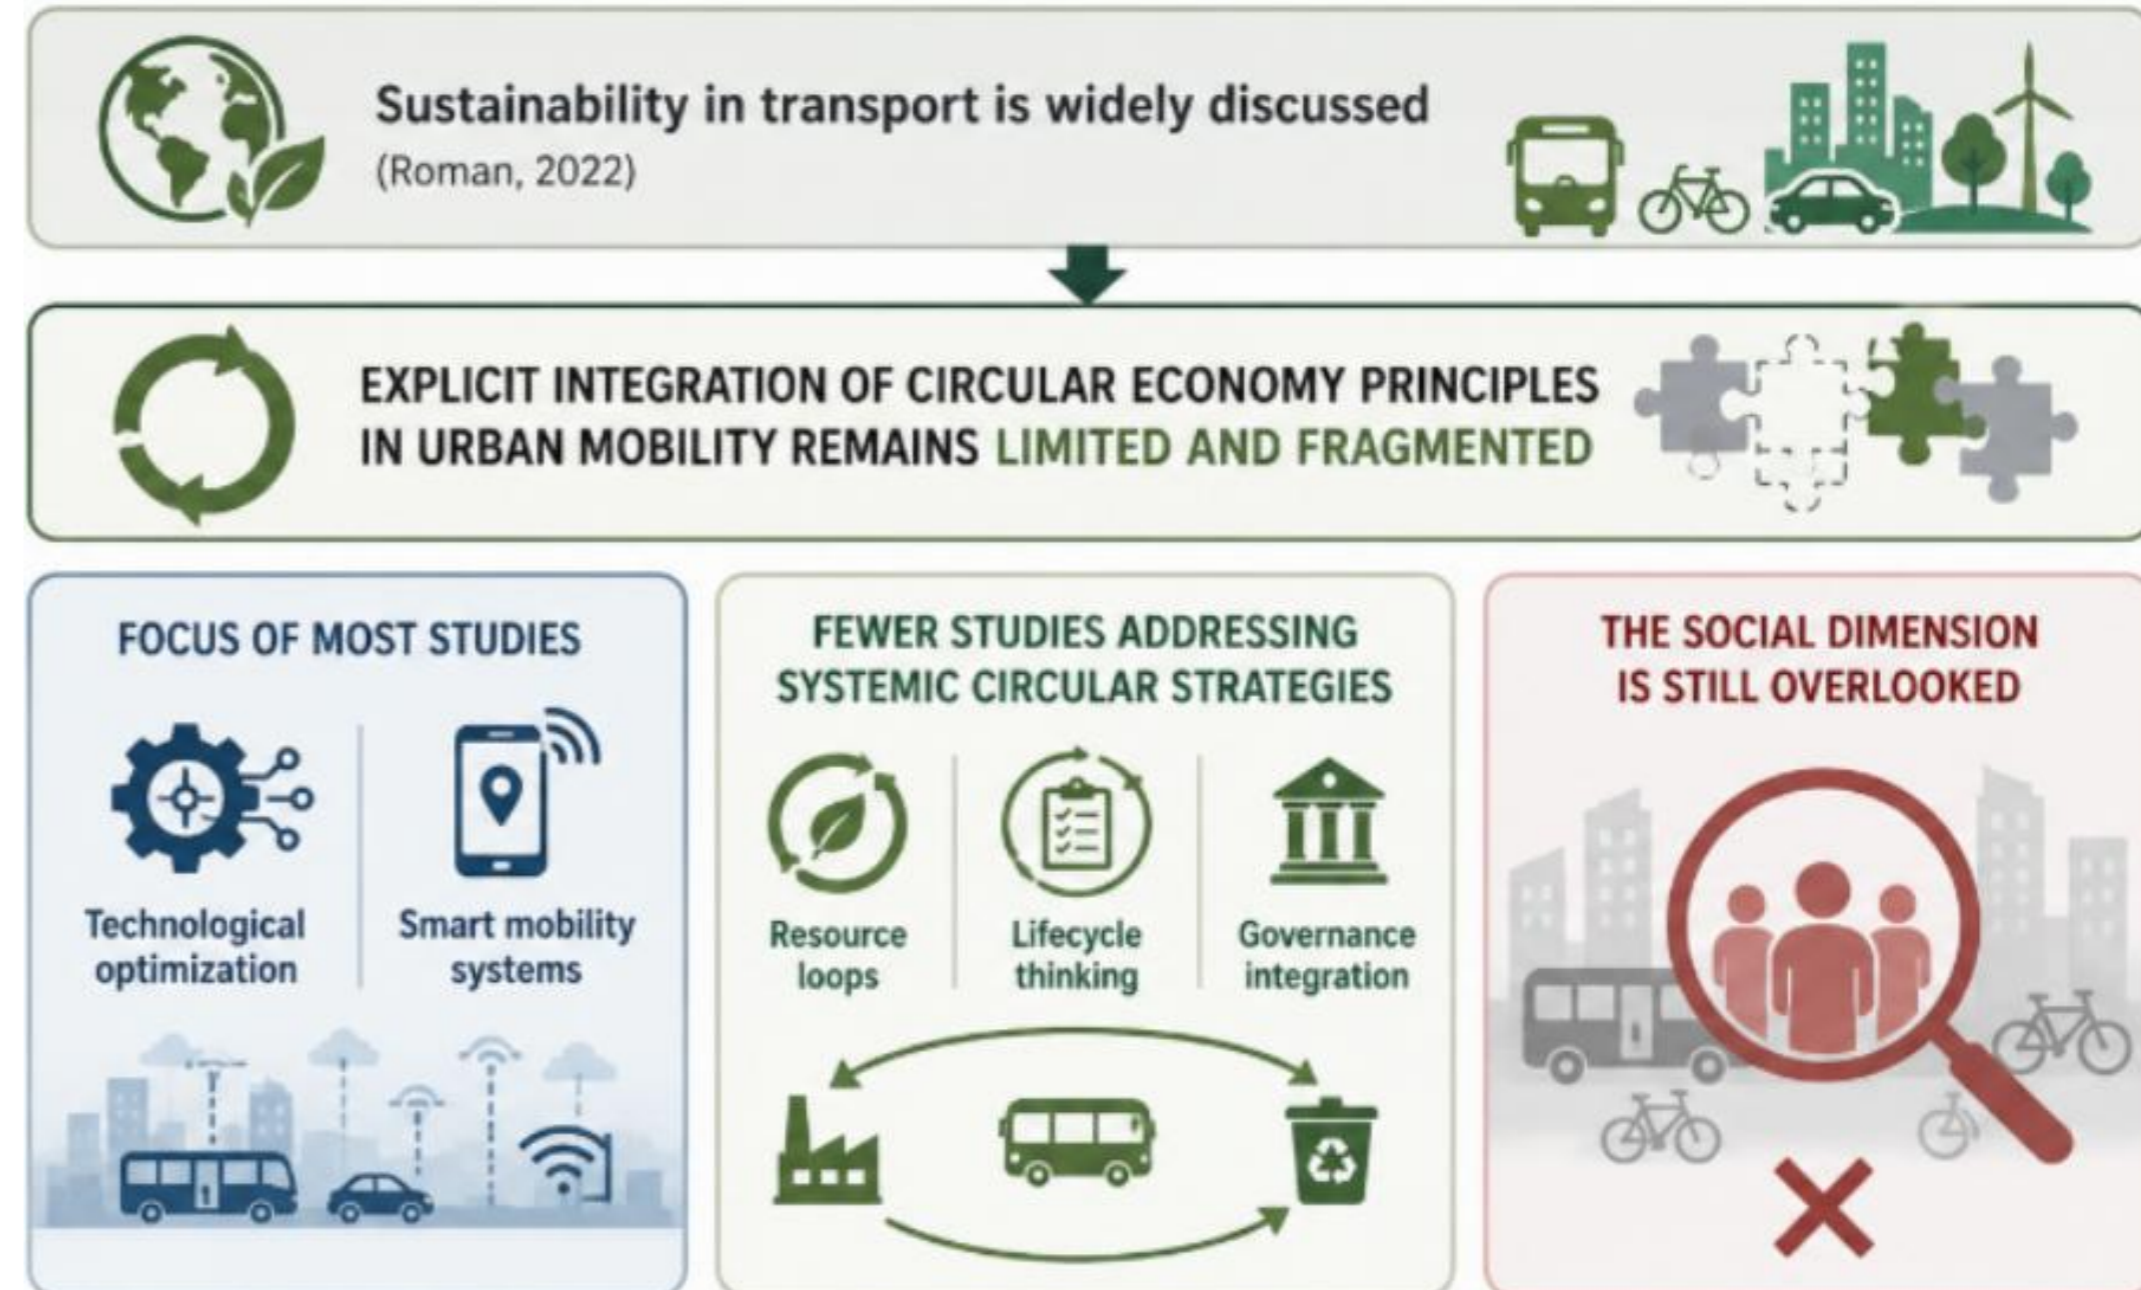 Sustainability in transport is widely discussed
(Roman, 2022)
EXPLICIT INTEGRATION OF CIRCULAR ECONOMY PRINCIPLES
IN URBAN MOBILITY REMAINS LIMITED AND FRAGMENTED
FOCUS OF MOST STUDIES
Technological
optimization
Smart mobility
systems
FEWER STUDIES ADDRESSING
SYSTEMIC CIRCULAR STRATEGIES
Resource
loops
Lifecycle
thinking
Governance
integration
THE SOCIAL DIMENSION
IS STILL OVERLOOKED